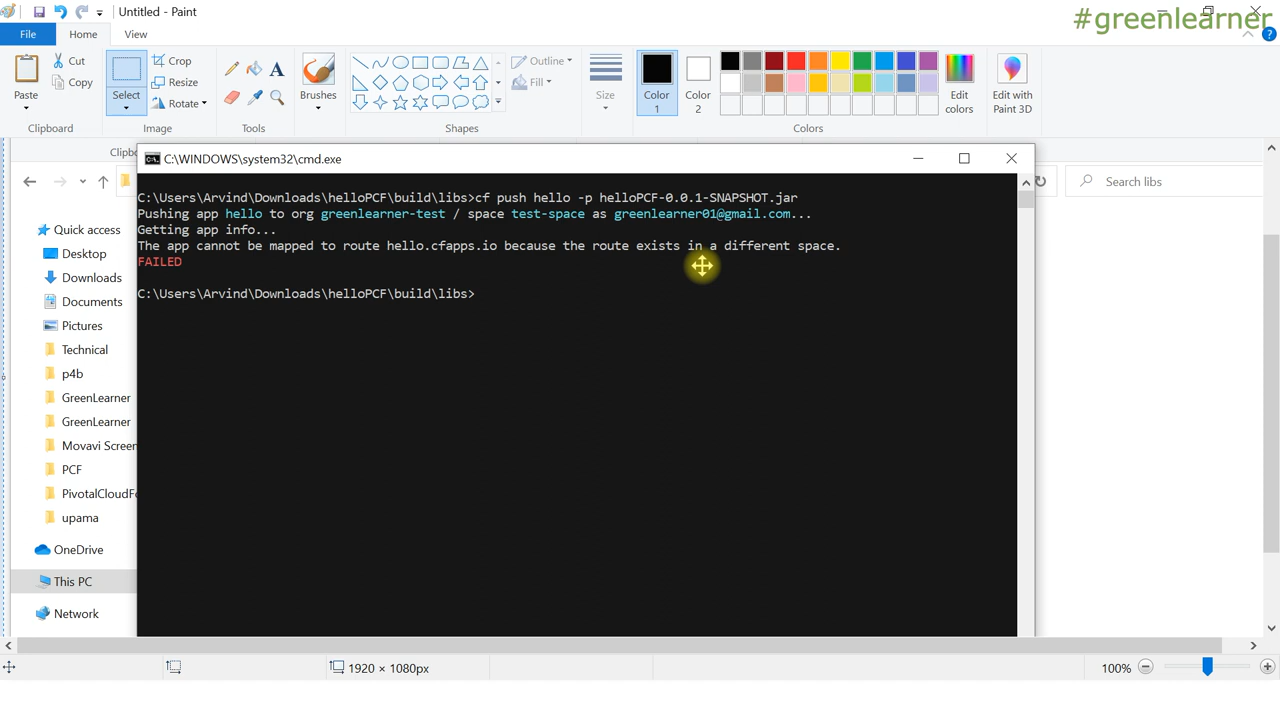 Untitled - Paint
#greenlearner
File
Home
View
Paste
Cut
Copy
Clipboard
Select
Crop
Resize
Rotate
Image
A
Tools
Brushes
Outline
Fill
Shapes
Size
Color 1
Color 2
Colors
Edit colors
Edit with Paint 3D
?
Clipbo
C:\WINDOWS\system32\cmd.exe
Search libs
C:\Users\Arvind\Downloads\helloPCF\build\libs>cf push hello -p helloPCF-0.0.1-SNAPSHOT.jar
Pushing app hello to org greenlearner-test / space test-space as greenlearner01@gmail.com...
Getting app info...
The app cannot be mapped to route hello.cfapps.io because the route exists in a different space.
FAILED
C:\Users\Arvind\Downloads\helloPCF\build\libs>
Quick access
Desktop
Downloads
Documents
Pictures
Technical
p4b
GreenLearner
GreenLearner
Movavi Screen
PCF
PivotalCloudFo
upama
OneDrive
This PC
Network
1920 × 1080px
100%